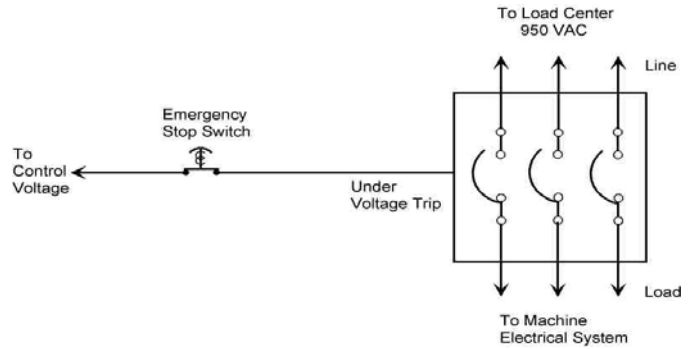 To Load Center
950 VAC
Line
Emergency
Stop Switch
To
Control
Voltage
Under
Voltage Trip
Load
To Machine
Electrical System